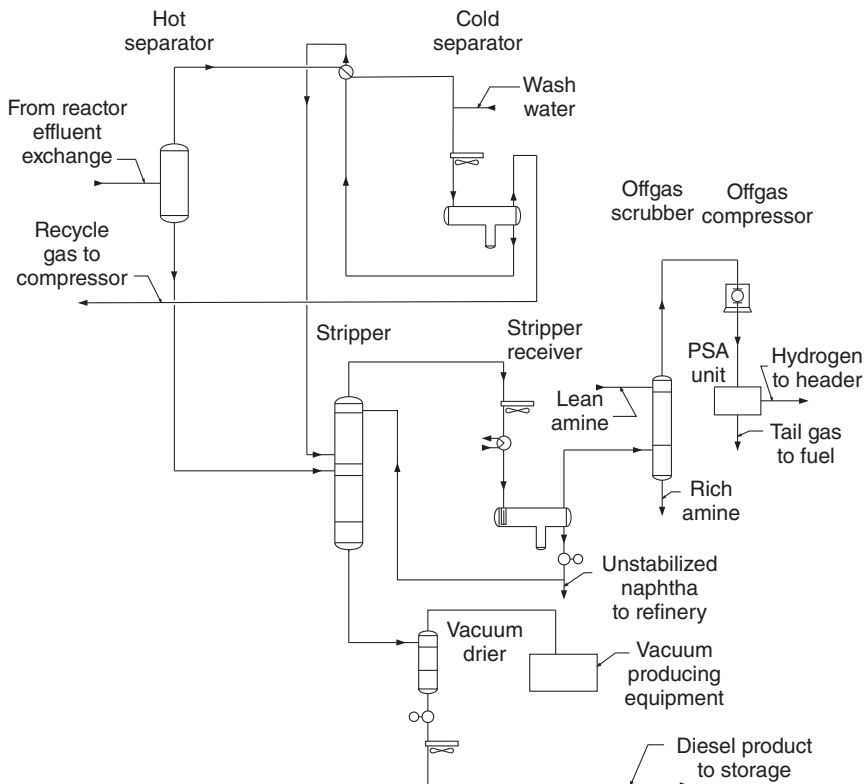 Hot
separator
Cold
separator
From reactor
effluent
exchange
Wash
water
Recycle
gas to
compressor
Offgas
scrubber
Offgas
compressor
Stripper
Stripper
receiver
Lean
amine
PSA
unit
Hydrogen
to header
Tail gas
to fuel
Rich
amine
Unstabilized
naphtha
to refinery
Vacuum
drier
Vacuum
producing
equipment
Diesel product
to storage